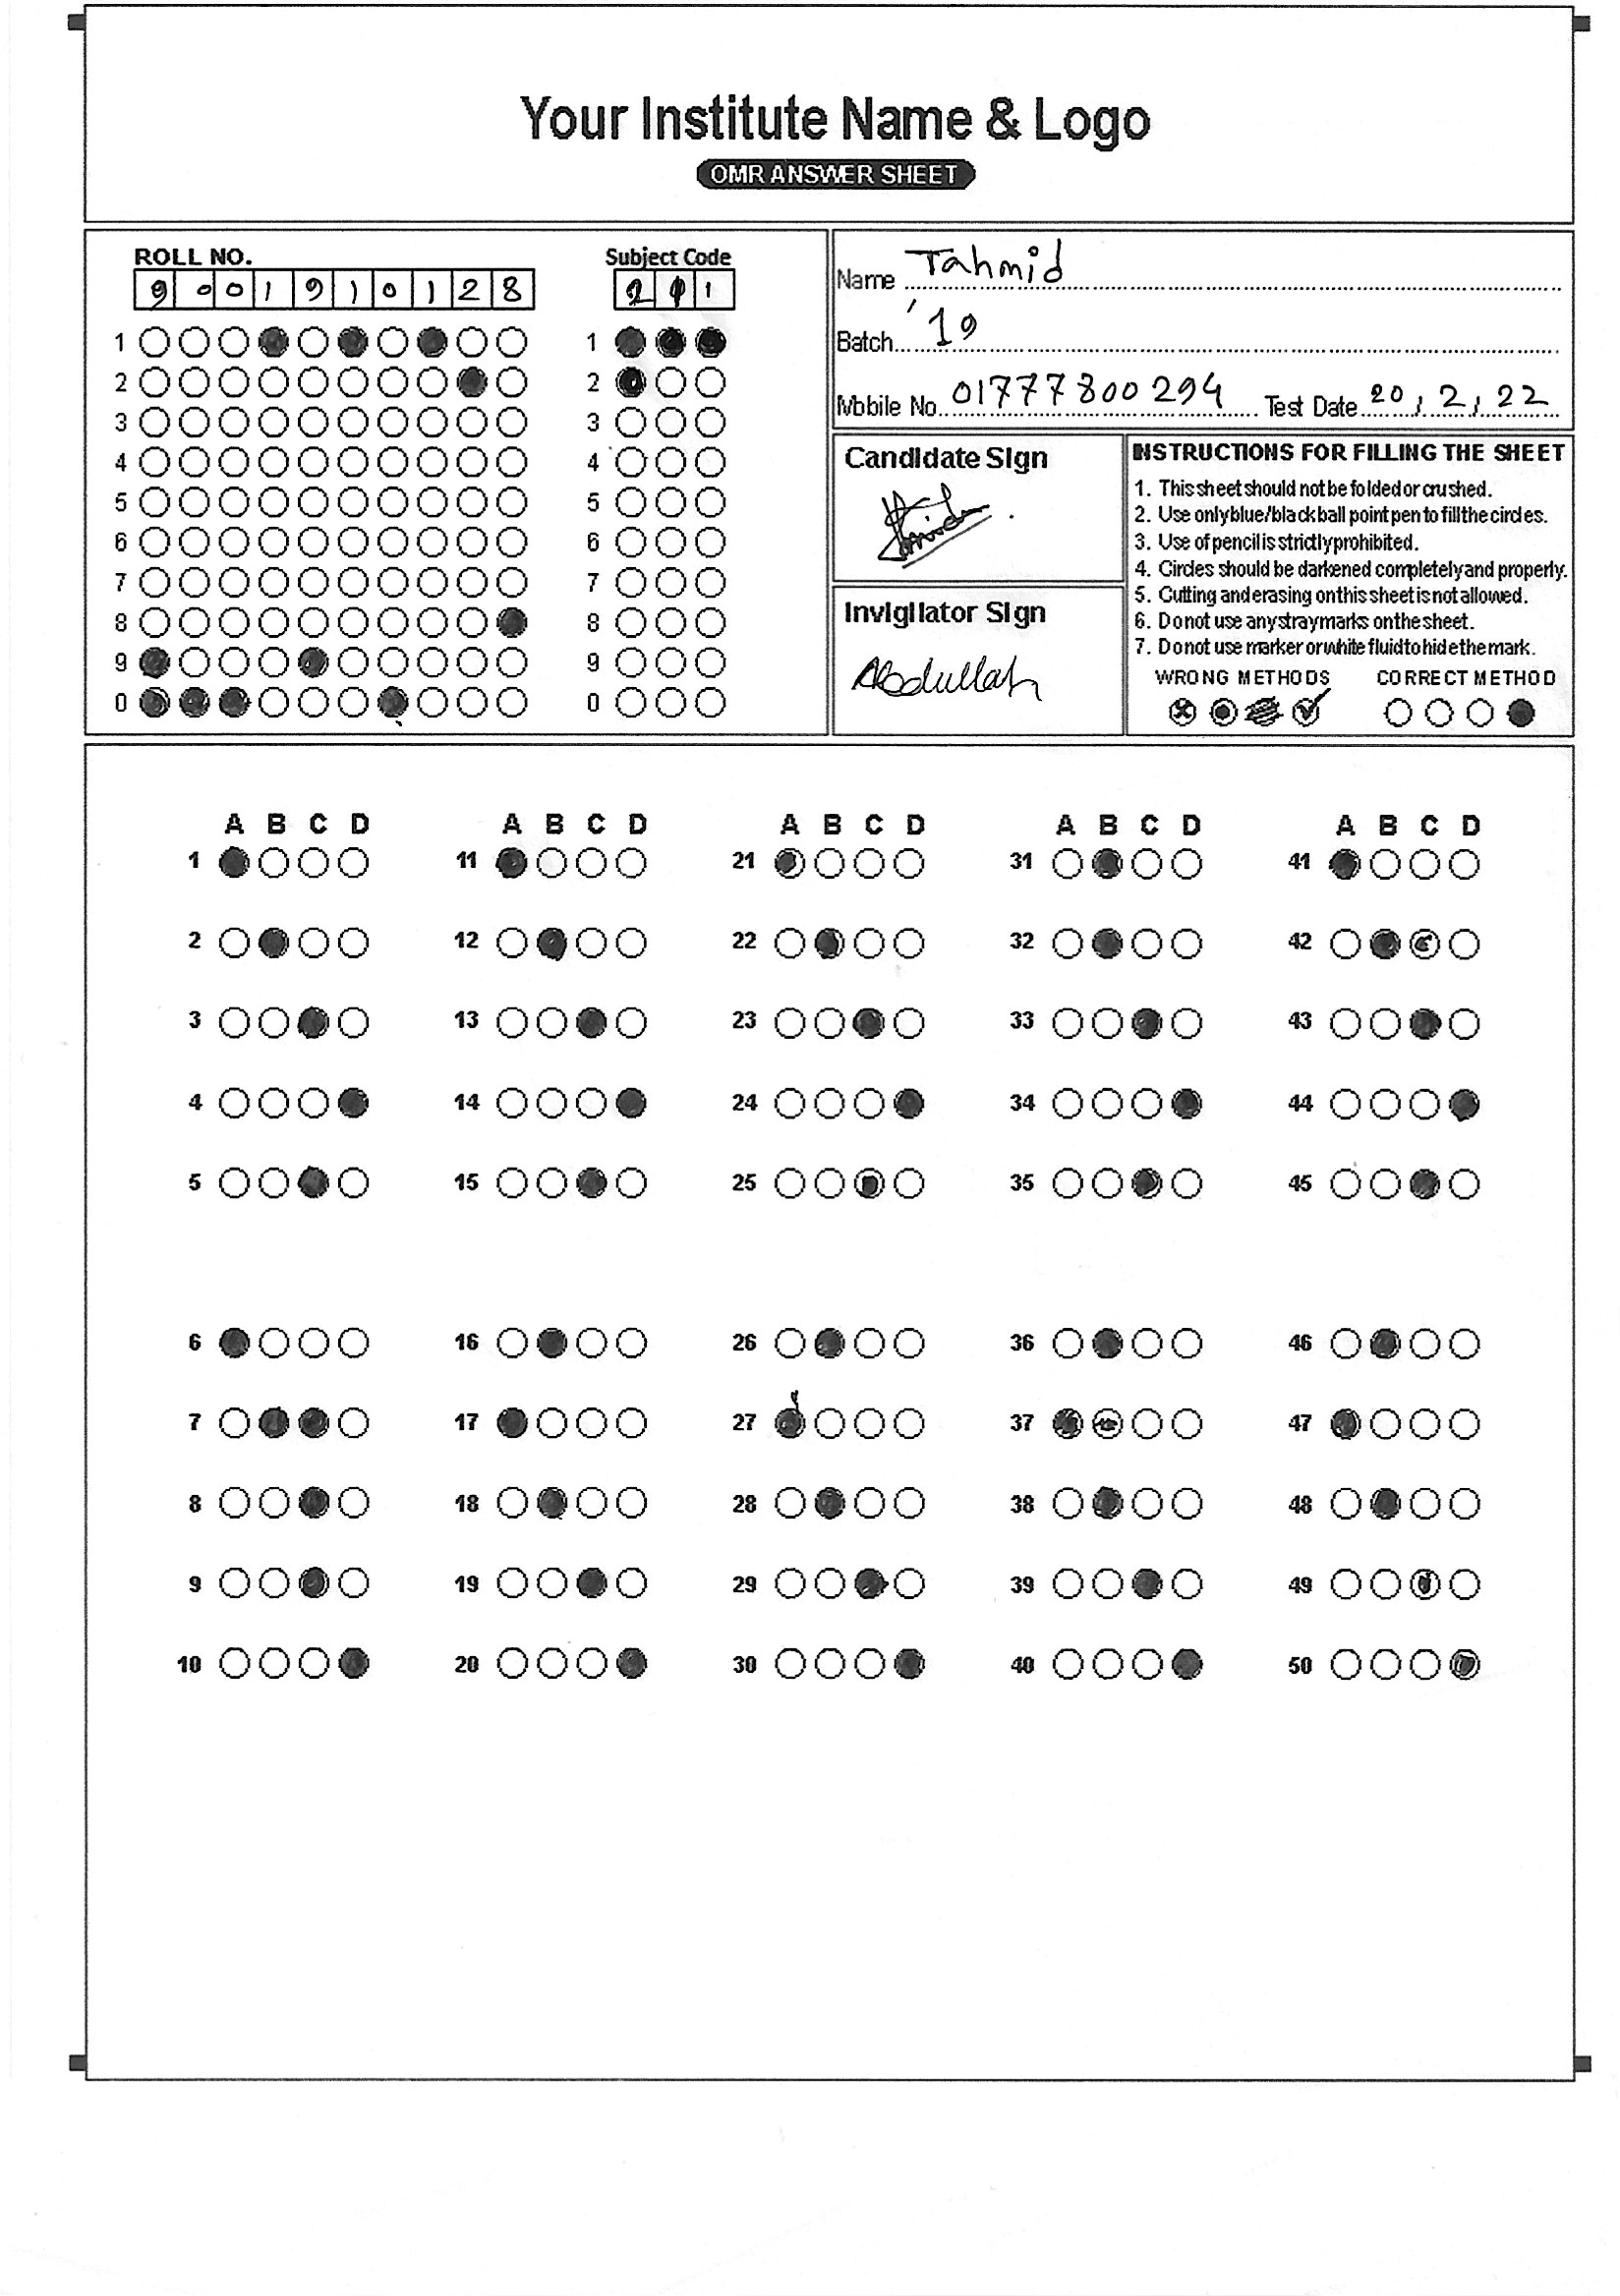 Your Institute Name & Logo
OMR ANSWER SHEET
ROLL NO.
9 0 0 1 9 1 0 1 2 8
1
2
3
4
5
6
7
8
9
0
Subject Code
1
1
2
3
4
5
6
7
8
9
0
Name Tahmid
Batch '19
Mobile No. 01777800294 Test Date 20, 2, 22
Candidate Sign
Invigilator Sign
Abdullah
INSTRUCTIONS FOR FILLING THE SHEET
1. This sheet should not be folded or crushed.
2. Use only blue/black ball point pen to fill the circles.
3. Use of pencil is strictly prohibited.
4. Circles should be darkened completely and properly.
5. Cutting and erasing on this sheet is not allowed.
6. Do not use any stray marks on the sheet.
7. Do not use marker or white fluid to hide the mark.
WRONG METHODS CORRECT METHOD
A B C D A B C D A B C D A B C D A B C D
1 11 21 31 41
2 12 22 32 42
3 13 23 33 43
4 14 24 34 44
5 15 25 35 45
6 16 26 36 46
7 17 27 37 47
8 18 28 38 48
9 19 29 39 49
10 20 30 40 50